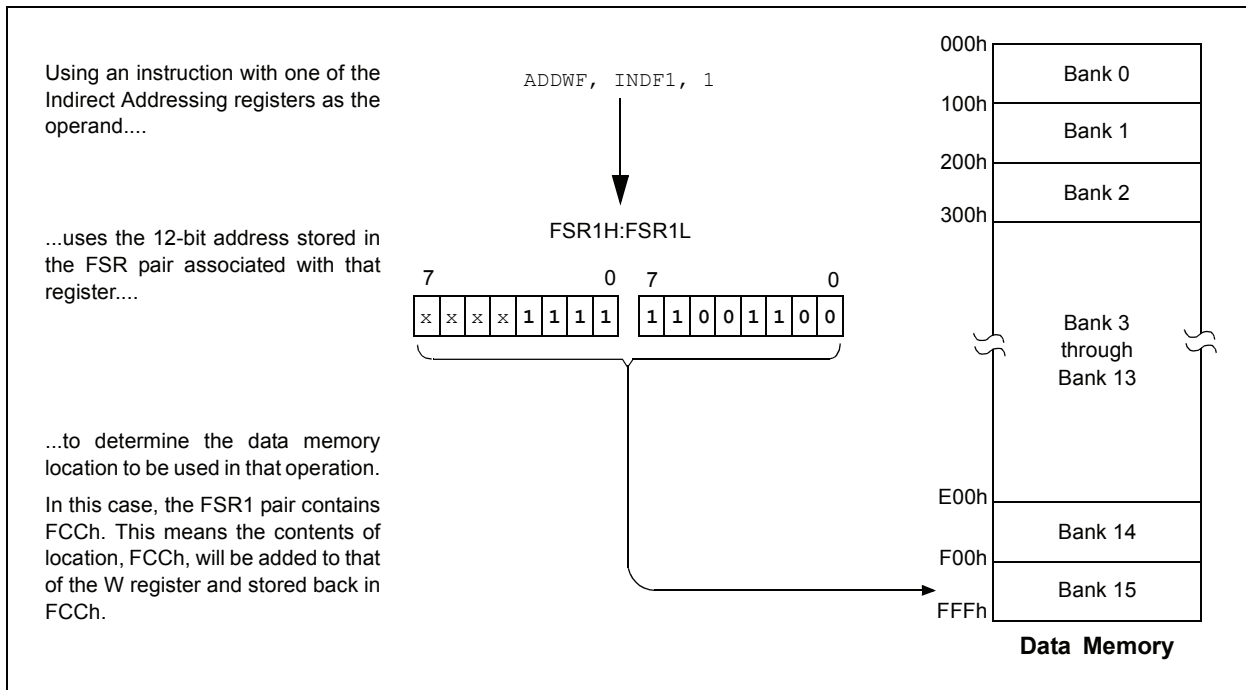 Using an instruction with one of the
Indirect Addressing registers as the
operand....
ADDWF, INDF1, 1
...uses the 12-bit address stored in
the FSR pair associated with that
register....
FSR1H:FSR1L
7 0 7 0
x x x x 1 1 1 1 1 1 0 0 1 1 0 0
...to determine the data memory
location to be used in that operation.
In this case, the FSR1 pair contains
FCCh. This means the contents of
location, FCCh, will be added to that
of the W register and stored back in
FCCh.
000h
Bank 0
100h
Bank 1
200h
Bank 2
300h
Bank 3
through
Bank 13
E00h
Bank 14
F00h
Bank 15
FFFh
Data Memory